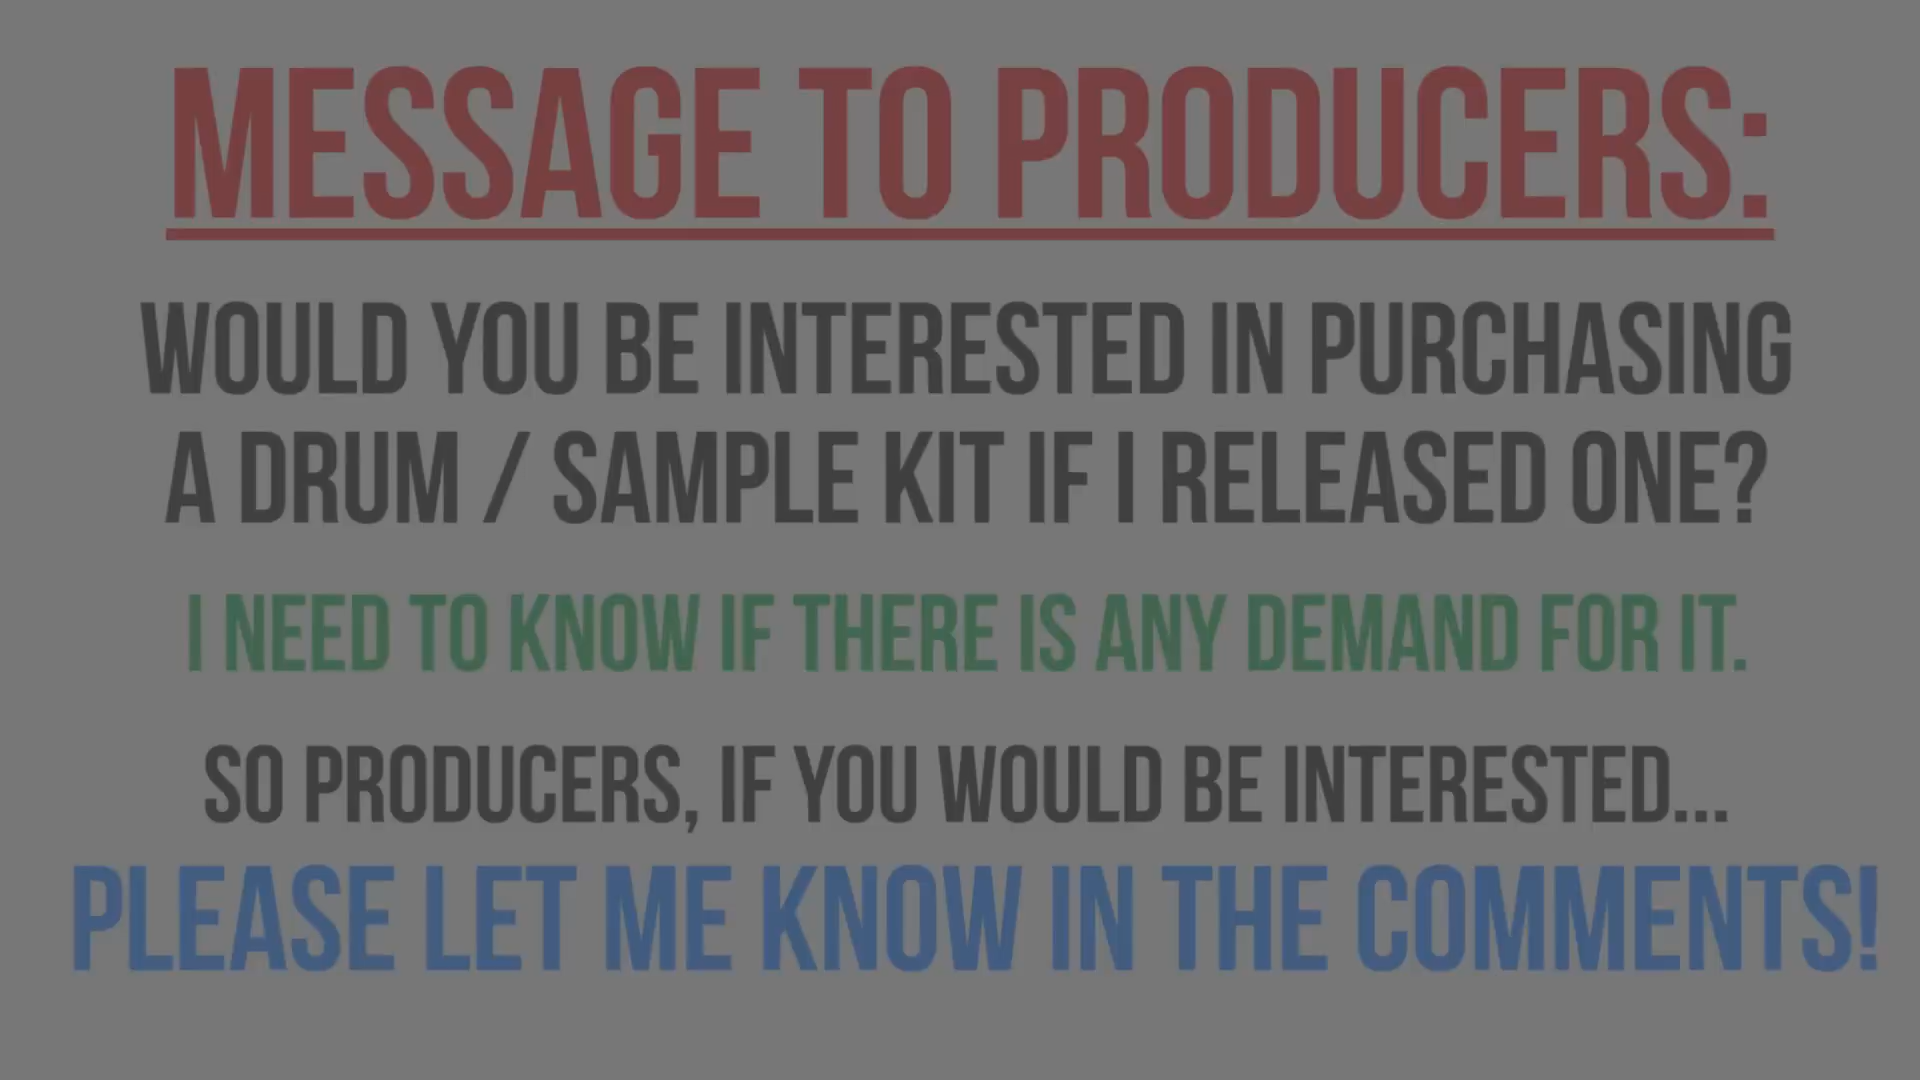 MESSAGE TO PRODUCERS:
WOULD YOU BE INTERESTED IN PURCHASING
A DRUM / SAMPLE KIT IF I RELEASED ONE?
I NEED TO KNOW IF THERE IS ANY DEMAND FOR IT.
SO PRODUCERS, IF YOU WOULD BE INTERESTED...
PLEASE LET ME KNOW IN THE COMMENTS!